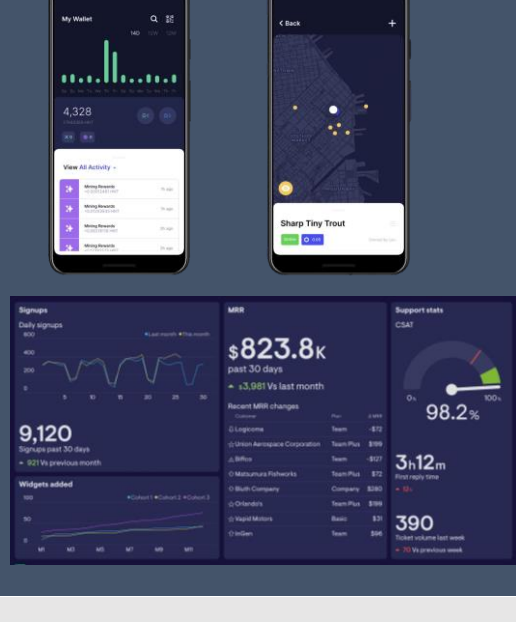 My Wallet
14D
4,328
View All Activity
Mining Rewards
Mining Rewards
Mining Rewards
Mining Rewards
< Back
+
Sharp Tiny Trout
Signups
Daily signups
Last month This month
800
400
200
0
5 10 15 20 25 30
9,120
Signups past 30 days
921 Vs previous month
Widgets added
Cohort 1 Cohort 2 Cohort 3
100
50
0
M1 M3 M5 M7 M9 M11
MRR
$823.8K
past 30 days
$3,981 Vs last month
Recent MRR changes
Customer Plan
Logicoma Team -$72
Union Aerospace Corporation Team Plus $199
Biffco Team -$127
Matsumura Fishworks Team Plus $72
Bluth Company Company $260
Orlando's Team Plus $199
Vapid Motors Basic $31
InGen Team $96
Support stats
CSAT
0% 100%
98.2%
3h12m
First reply time
390
Ticket volume last week
70 Vs previous week